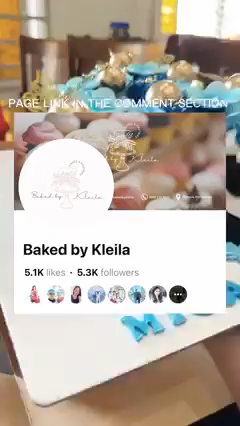 PAGE LINK IN THE COMMENT SECTION
Baked by Kleila
Baked by Kleila
5.1K likes · 5.3K followers